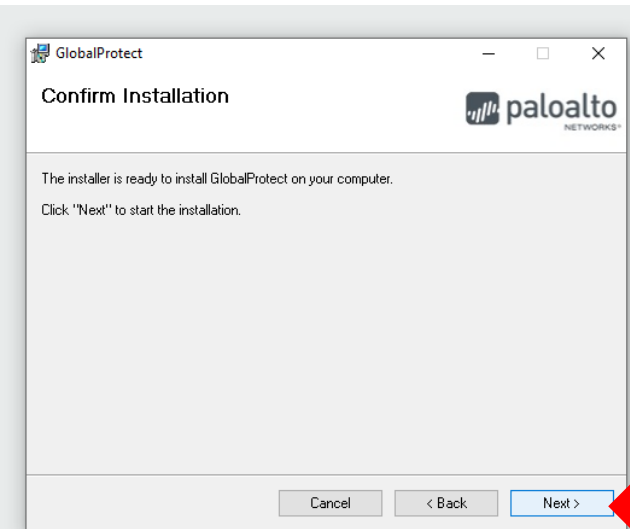 GlobalProtect
Confirm Installation
paloalto
NETWORKS
The installer is ready to install GlobalProtect on your computer.
Click "Next" to start the installation.
Cancel
< Back
Next >